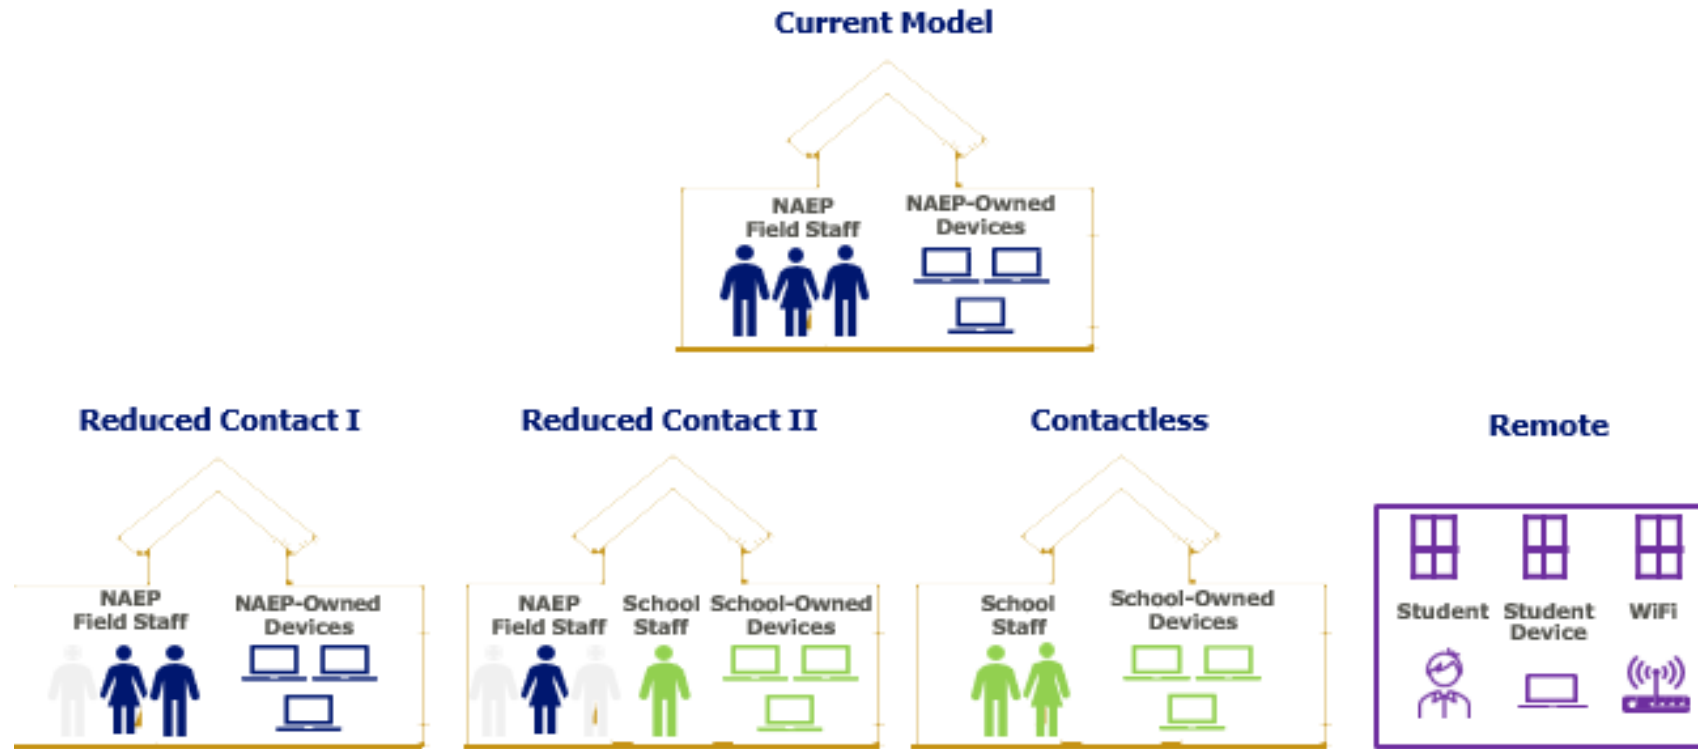 Current Model
NAEP
Field Staff
NAEP-Owned
Devices
Reduced Contact I
NAEP
Field Staff
NAEP-Owned
Devices
Reduced Contact II
NAEP
Field Staff
School
Staff
School-Owned
Devices
Contactless
School
Staff
School-Owned
Devices
Remote
Student
Student
Device
WiFi